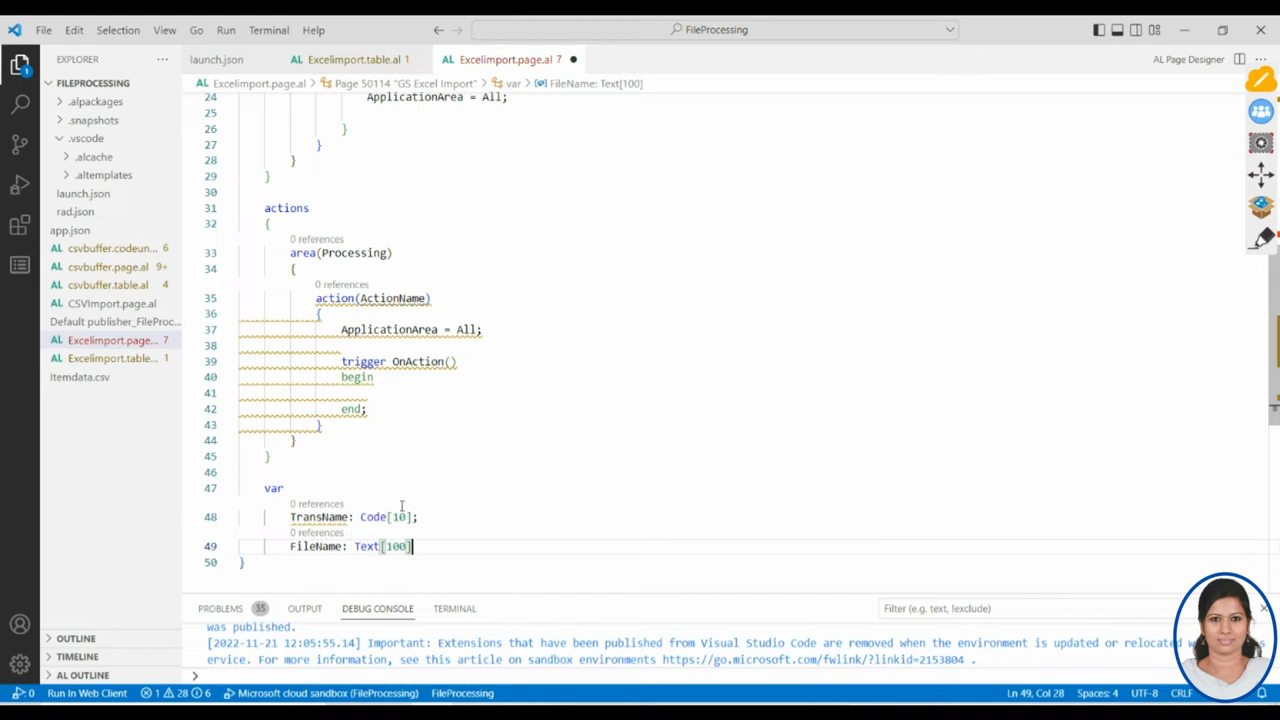 File Edit Selection View Go Run Terminal Help FileProcessing
EXPLORER ... launch.json AL Excelimport.table.al 1 AL Excelimport.page.al 7 ● AL Page Designer ...
FILEPROCESSING
.alpackages
.snapshots
.vscode
.alcache
.altemplates
launch.json
rad.json
app.json
AL csvbuffer.codeun... 6
AL csvbuffer.page.al 9+
AL csvbuffer.table.al 4
AL CSVImport.page.al
Default publisher_FileProc...
AL Excelimport.page... 7
AL Excelimport.table... 1
Itemdata.csv
OUTLINE
TIMELINE
AL OUTLINE
AL Excelimport.page.al > Page 50114 "GS Excel Import" > var > FileName: Text[100]
24 ApplicationArea = All;
25
26 }
27 }
28 }
29 }
30
31 actions
32 {
0 references
33 area(Processing)
34 {
0 references
35 action(ActionName)
36 {
37 ApplicationArea = All;
38
39 trigger OnAction()
40 begin
41
42 end;
43 }
44 }
45 }
46
47 var
0 references
48 TransName: Code[10];
0 references
49 FileName: Text[100]
50 }
PROBLEMS 35 OUTPUT DEBUG CONSOLE TERMINAL Filter (e.g. text, !exclude)
was published.
[2022-11-21 12:05:55.14] Important: Extensions that have been published from Visual Studio Code are removed when the environment is updated or relocated
ervice. For more information, see this article on sandbox environments https://go.microsoft.com/fwlink/?linkid=2153804 .
>
0 Run In Web Client 1 28 6 Microsoft cloud sandbox (FileProcessing) FileProcessing Ln 49, Col 28 Spaces: 4 UTF-8 CRLF